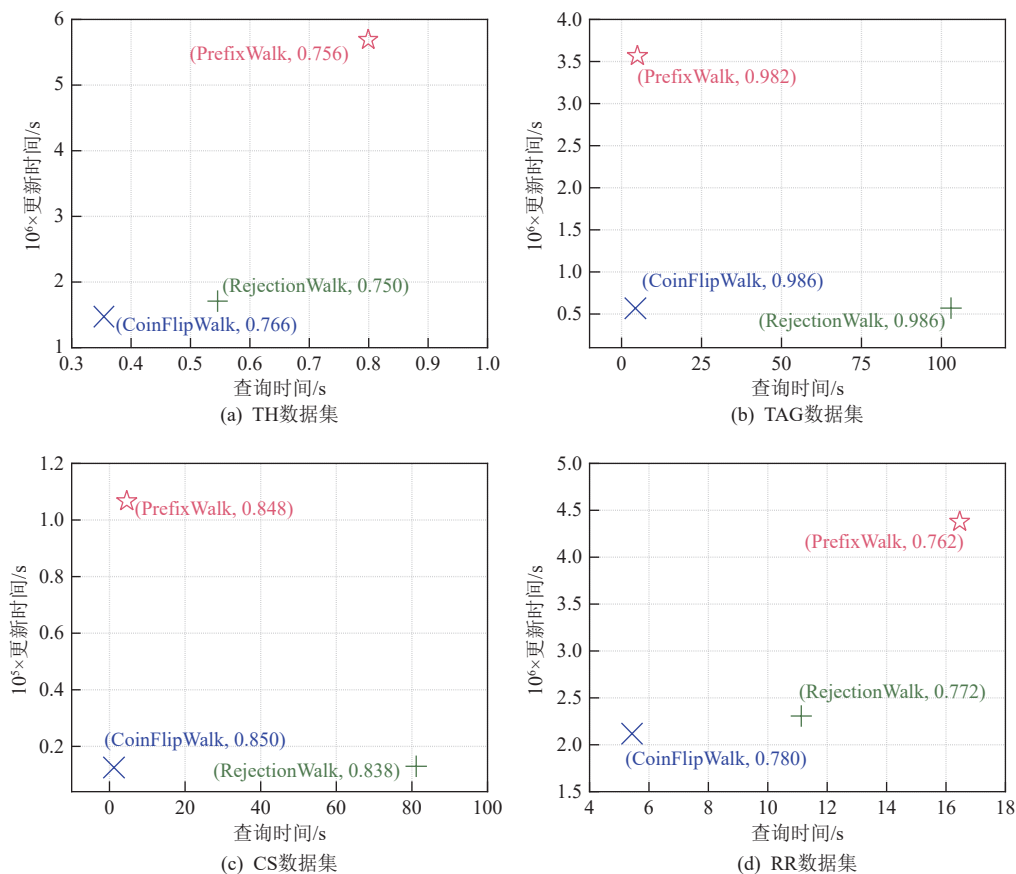 6
5
4
3
2
1
10⁶×更新时间/s
(PrefixWalk, 0.756)
(RejectionWalk, 0.750)
(CoinFlipWalk, 0.766)
0.3 0.4 0.5 0.6 0.7 0.8 0.9 1.0
查询时间/s
(a) TH数据集
4.0
3.5
3.0
2.5
2.0
1.5
1.0
0.5
10⁶×更新时间/s
(PrefixWalk, 0.982)
(CoinFlipWalk, 0.986)
(RejectionWalk, 0.986)
0 25 50 75 100
查询时间/s
(b) TAG数据集
1.2
1.0
0.8
0.6
0.4
0.2
10⁵×更新时间/s
(PrefixWalk, 0.848)
(CoinFlipWalk, 0.850)
(RejectionWalk, 0.838)
0 20 40 60 80 100
查询时间/s
(c) CS数据集
5.0
4.5
4.0
3.5
3.0
2.5
2.0
1.5
10⁶×更新时间/s
(PrefixWalk, 0.762)
(RejectionWalk, 0.772)
(CoinFlipWalk, 0.780)
4 6 8 10 12 14 16 18
查询时间/s
(d) RR数据集